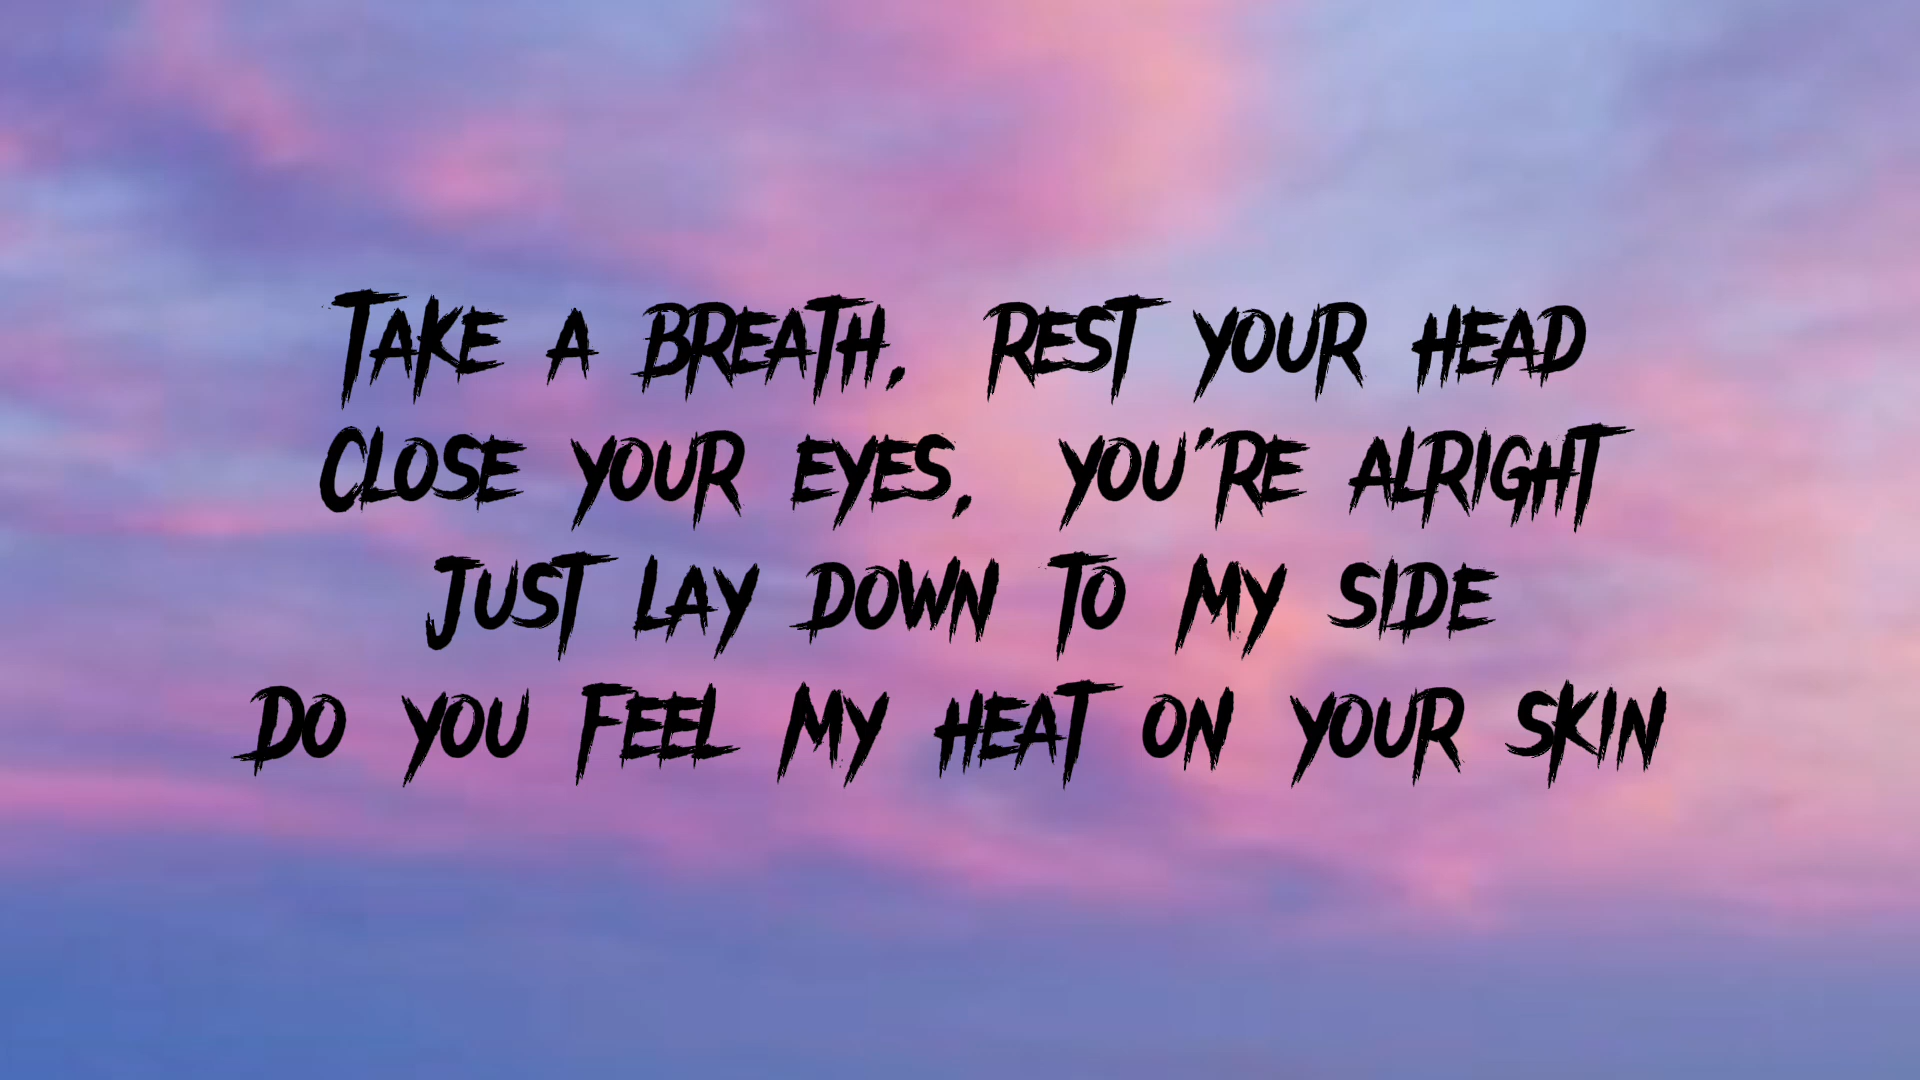 Take a breath, rest your head
Close your eyes, you're alright
Just lay down to my side
Do you feel my heat on your skin